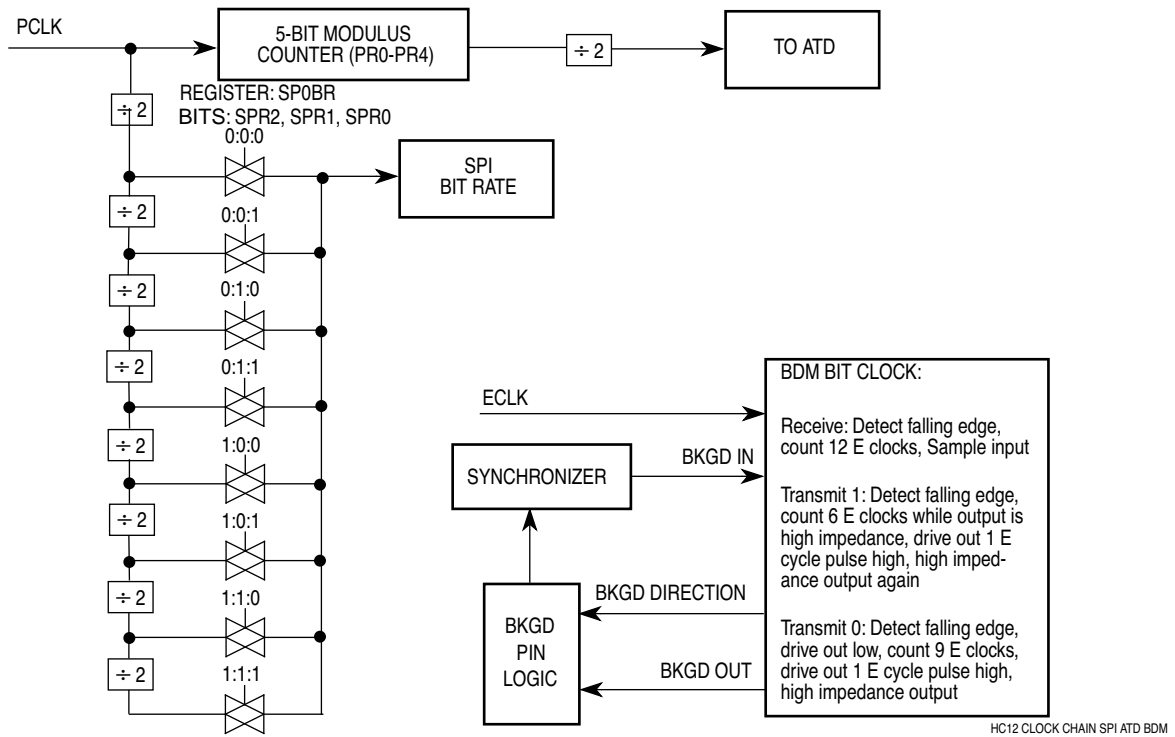 PCLK
5-BIT MODULUS
COUNTER (PR0-PR4)
÷ 2
TO ATD
÷ 2
REGISTER: SP0BR
BITS: SPR2, SPR1, SPR0
0:0:0
SPI
BIT RATE
÷ 2
0:0:1
÷ 2
0:1:0
÷ 2
0:1:1
÷ 2
1:0:0
÷ 2
1:0:1
÷ 2
1:1:0
÷ 2
1:1:1
ECLK
SYNCHRONIZER
BKGD IN
BKGD DIRECTION
BKGD
PIN
LOGIC
BKGD OUT
BDM BIT CLOCK:
Receive: Detect falling edge,
count 12 E clocks, Sample input
Transmit 1: Detect falling edge,
count 6 E clocks while output is
high impedance, drive out 1 E
cycle pulse high, high imped-
ance output again
Transmit 0: Detect falling edge,
drive out low, count 9 E clocks,
drive out 1 E cycle pulse high,
high impedance output
HC12 CLOCK CHAIN SPI ATD BDM